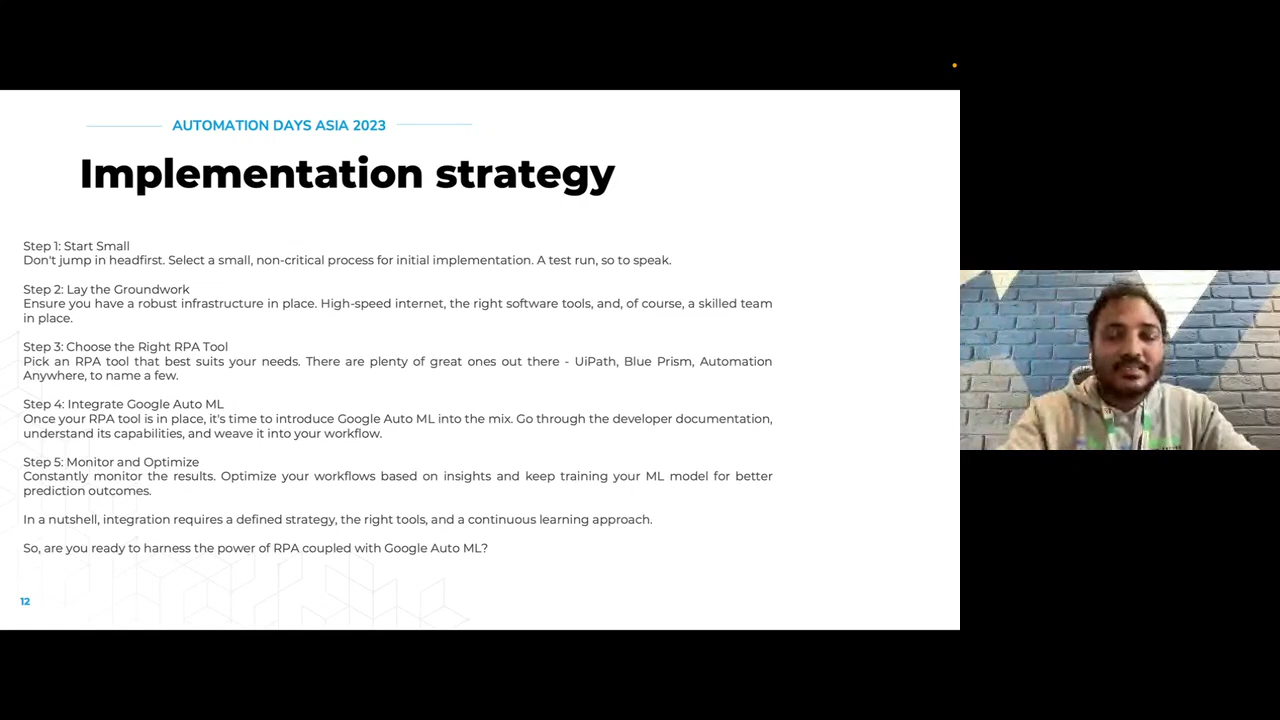 AUTOMATION DAYS ASIA 2023
Implementation strategy
Step 1: Start Small
Don't jump in headfirst. Select a small, non-critical process for initial implementation. A test run, so to speak.
Step 2: Lay the Groundwork
Ensure you have a robust infrastructure in place. High-speed internet, the right software tools, and, of course, a skilled team
in place.
Step 3: Choose the Right RPA Tool
Pick an RPA tool that best suits your needs. There are plenty of great ones out there - UiPath, Blue Prism, Automation
Anywhere, to name a few.
Step 4: Integrate Google Auto ML
Once your RPA tool is in place, it's time to introduce Google Auto ML into the mix. Go through the developer documentation,
understand its capabilities, and weave it into your workflow.
Step 5: Monitor and Optimize
Constantly monitor the results. Optimize your workflows based on insights and keep training your ML model for better
prediction outcomes.
In a nutshell, integration requires a defined strategy, the right tools, and a continuous learning approach.
So, are you ready to harness the power of RPA coupled with Google Auto ML?
12